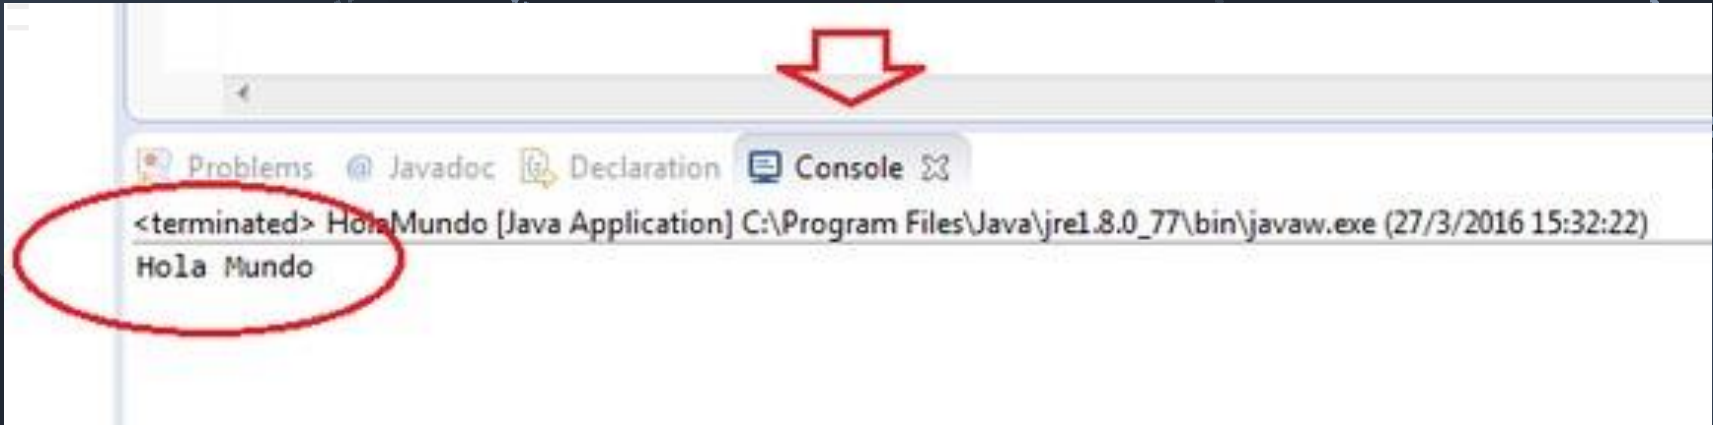 Problems @ Javadoc Declaration Console
<terminated> HolaMundo [Java Application] C:\Program Files\Java\jre1.8.0_77\bin\javaw.exe (27/3/2016 15:32:22)
Hola Mundo